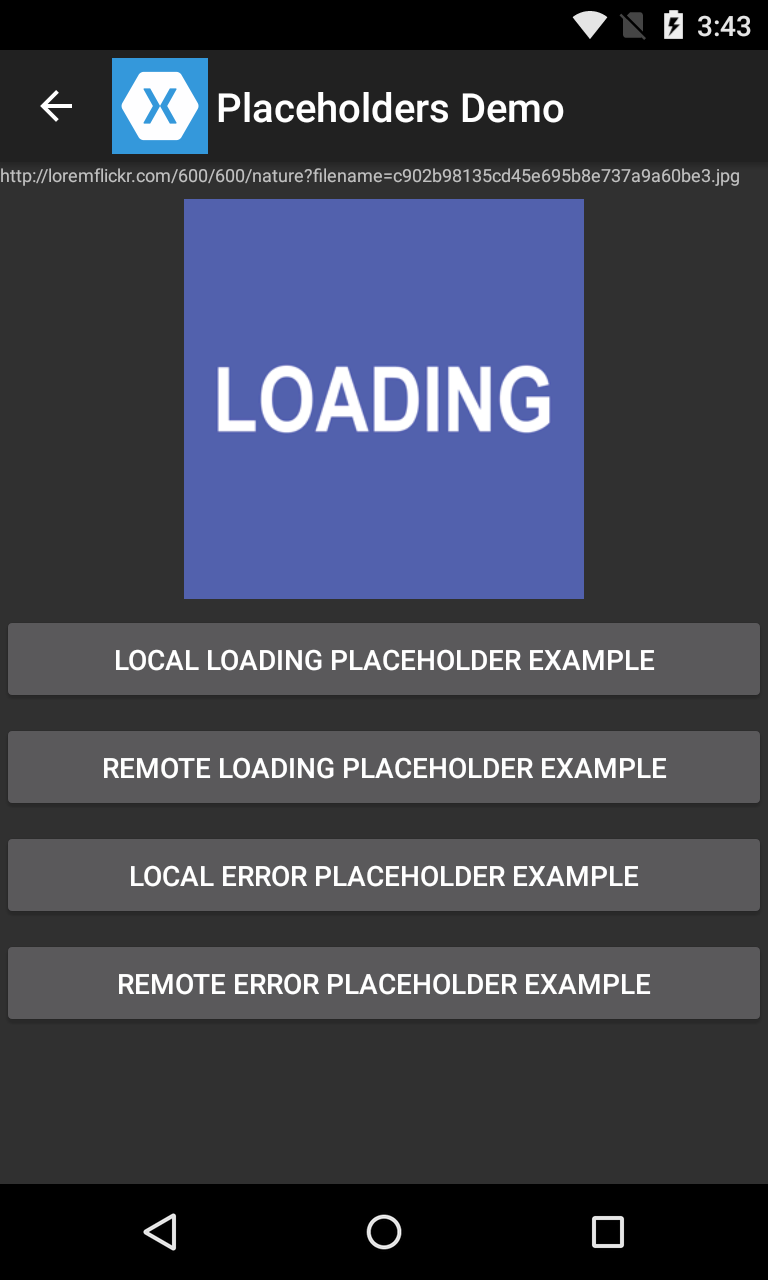 3:43
Placeholders Demo
http://loremflickr.com/600/600/nature?filename=c902b98135cd45e695b8e737a9a60be3.jpg
LOADING
LOCAL LOADING PLACEHOLDER EXAMPLE
REMOTE LOADING PLACEHOLDER EXAMPLE
LOCAL ERROR PLACEHOLDER EXAMPLE
REMOTE ERROR PLACEHOLDER EXAMPLE